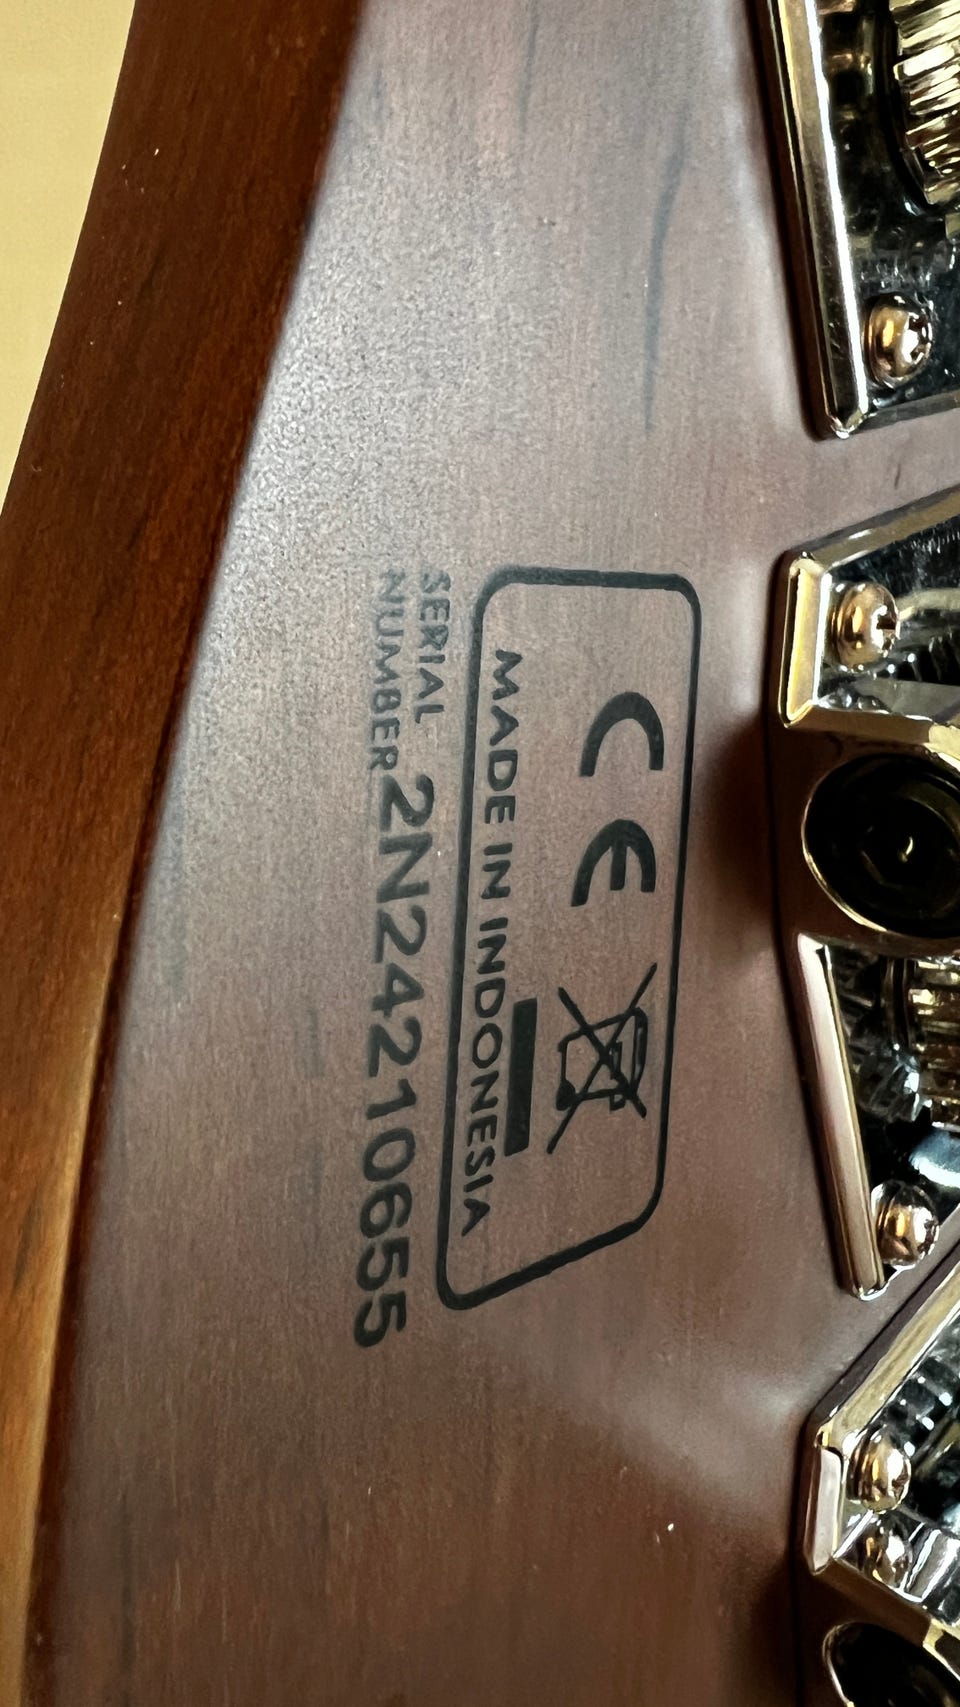 CE
MADE IN INDONESIA
SERIAL
NUMBER 2N24210655